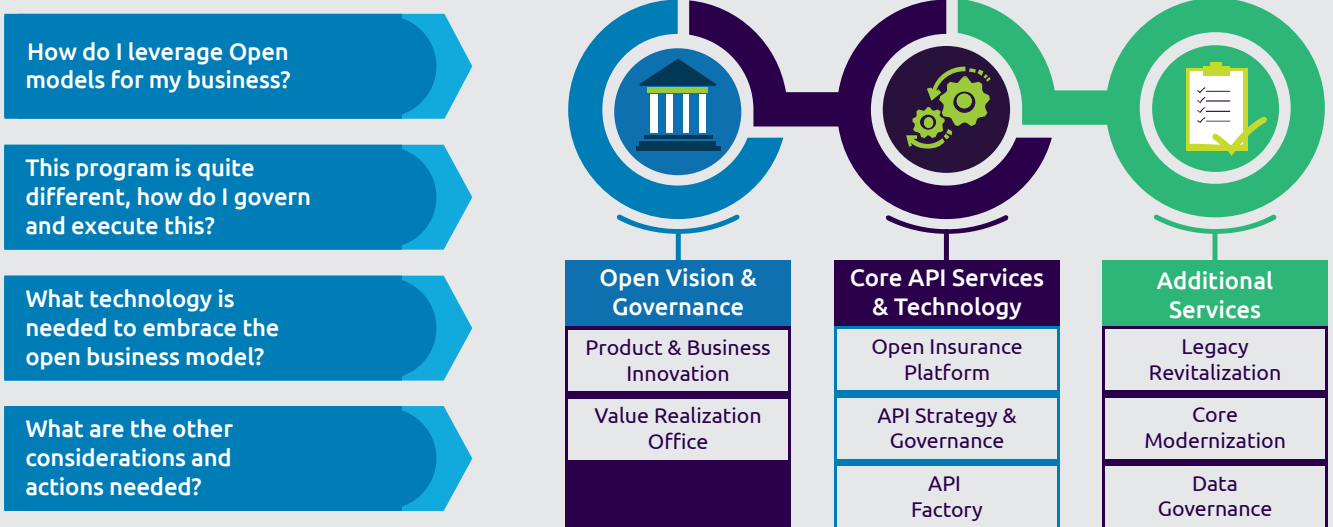 How do I leverage Open
models for my business?
This program is quite
different, how do I govern
and execute this?
What technology is
needed to embrace the
open business model?
What are the other
considerations and
actions needed?
Open Vision &
Governance
Product & Business
Innovation
Value Realization
Office
Core API Services
& Technology
Open Insurance
Platform
API Strategy &
Governance
API
Factory
Additional
Services
Legacy
Revitalization
Core
Modernization
Data
Governance